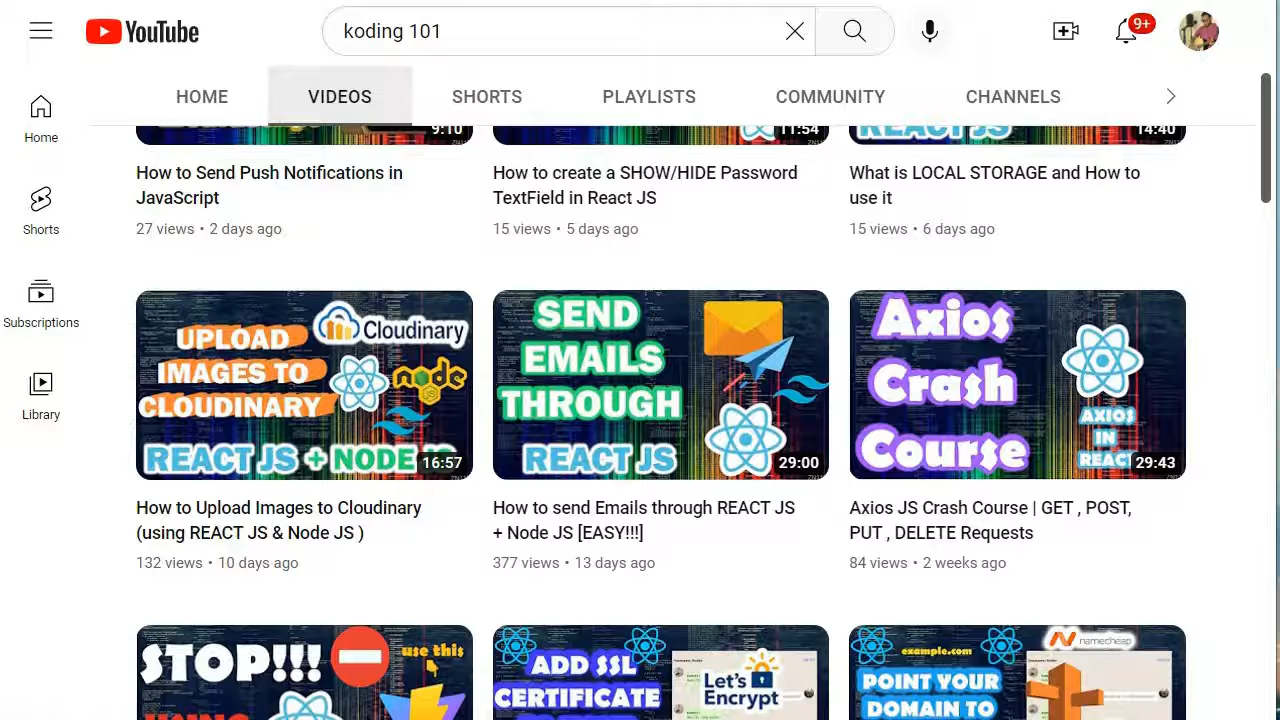 YouTube
koding 101
9+
HOME
VIDEOS
SHORTS
PLAYLISTS
COMMUNITY
CHANNELS
Home
Shorts
Subscriptions
Library
9:10
11:54
REACT JS
14:40
How to Send Push Notifications in
JavaScript
27 views • 2 days ago
How to create a SHOW/HIDE Password
TextField in React JS
15 views • 5 days ago
What is LOCAL STORAGE and How to
use it
15 views • 6 days ago
UPLOAD
IMAGES TO
CLOUDINARY
Cloudinary
node
JS
REACT JS + NODE
16:57
SEND
EMAILS
THROUGH
REACT JS
29:00
Axios
Crash
Course
AXIOS
IN
REACT
29:43
How to Upload Images to Cloudinary
(using REACT JS & Node JS )
132 views • 10 days ago
How to send Emails through REACT JS
+ Node JS [EASY!!!]
377 views • 13 days ago
Axios JS Crash Course | GET , POST,
PUT , DELETE Requests
84 views • 2 weeks ago
STOP!!!
use this
ADD SSL
CERTIFICATE
Let's
Encrypt
example.com
namecheap
POINT YOUR
DOMAIN TO